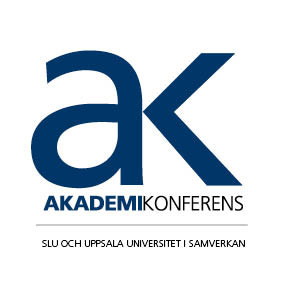 ak
AKADEMIKONFERENS
SLU OCH UPPSALA UNIVERSITET I SAMVERKAN